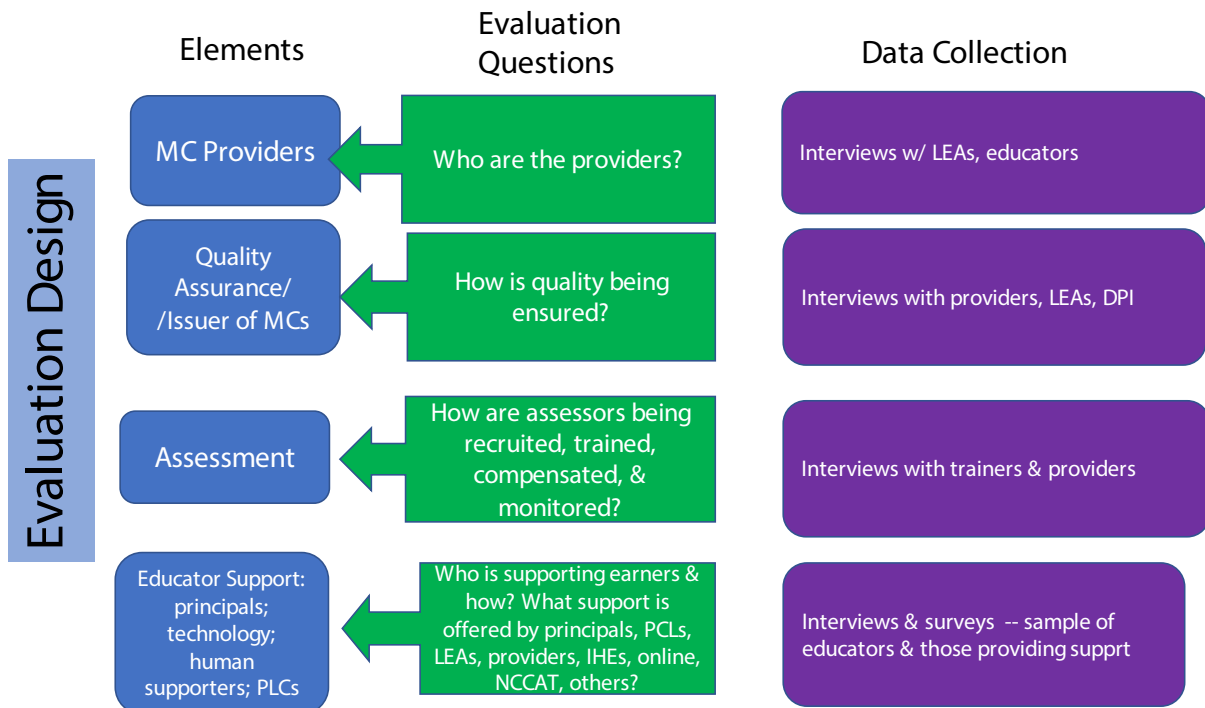 Evaluation Design
Elements
Evaluation
Questions
Data Collection
MC Providers
Who are the providers?
Interviews w/ LEAs, educators
Quality
Assurance/
/Issuer of MCs
How is quality being
ensured?
Interviews with providers, LEAs, DPI
Assessment
How are assessors being
recruited, trained,
compensated, &
monitored?
Interviews with trainers & providers
Educator Support:
principals;
technology;
human
supporters; PLCs
Who is supporting earners &
how? What support is
offered by principals, PCLs,
LEAs, providers, IHEs, online,
NCCAT, others?
Interviews & surveys -- sample of
educators & those providing supprt